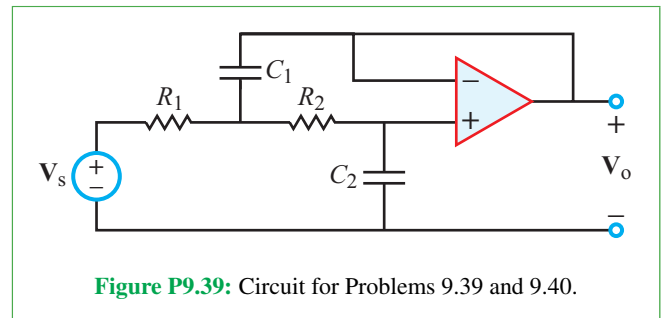 C1
R1
R2
−
+
+
Vs
+
−
C2
Vo
−
Figure P9.39: Circuit for Problems 9.39 and 9.40.